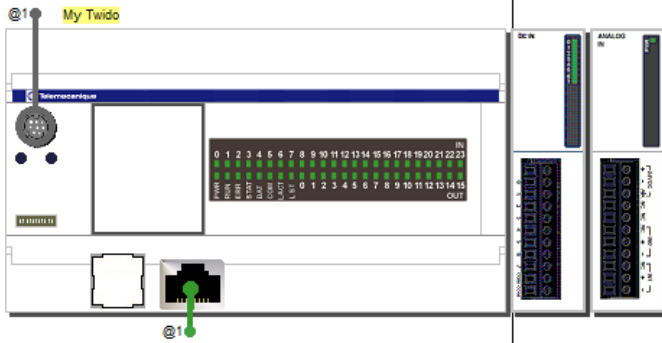 @1
My Twido
DC IN
ANALOG
IN
PWR
Telemecanique
IN
0 1 2 3 4 5 6 7 8 9 10 11 12 13 14 15 16 17 18 19 20 21 22 23
PWR RUN ERR STAT BAT COM LACT L ST 0 1 2 3 4 5 6 7 8 9 10 11 12 13 14 15
OUT
@1